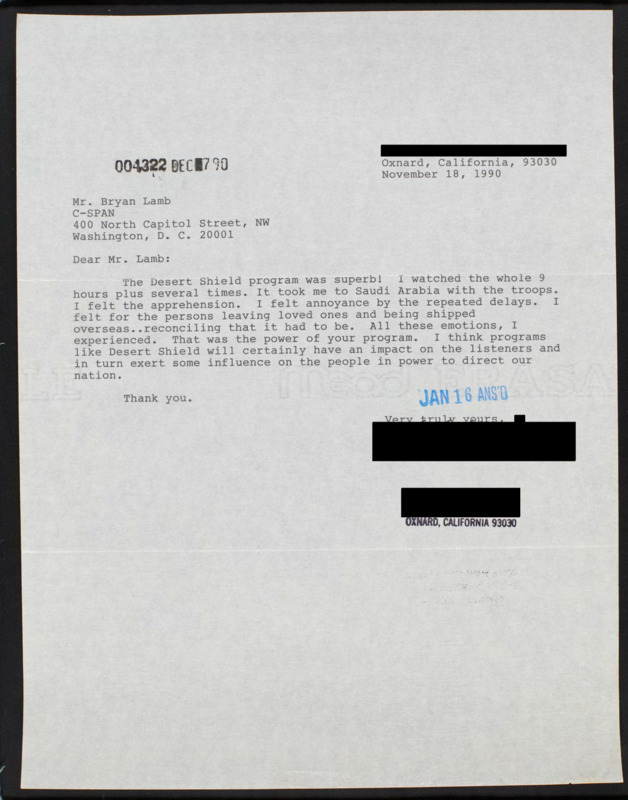 004322 DEC 790
Oxnard, California, 93030
November 18, 1990
Mr. Bryan Lamb
C-SPAN
400 North Capitol Street, NW
Washington, D. C. 20001
Dear Mr. Lamb:
The Desert Shield program was superb! I watched the whole 9
hours plus several times. It took me to Saudi Arabia with the troops.
I felt the apprehension. I felt annoyance by the repeated delays. I
felt for the persons leaving loved ones and being shipped
overseas..reconciling that it had to be. All these emotions, I
experienced. That was the power of your program. I think programs
like Desert Shield will certainly have an impact on the listeners and
in turn exert some influence on the people in power to direct our
nation.
Thank you.
JAN 16 ANS'D
Very truly yours,
OXNARD, CALIFORNIA 93030